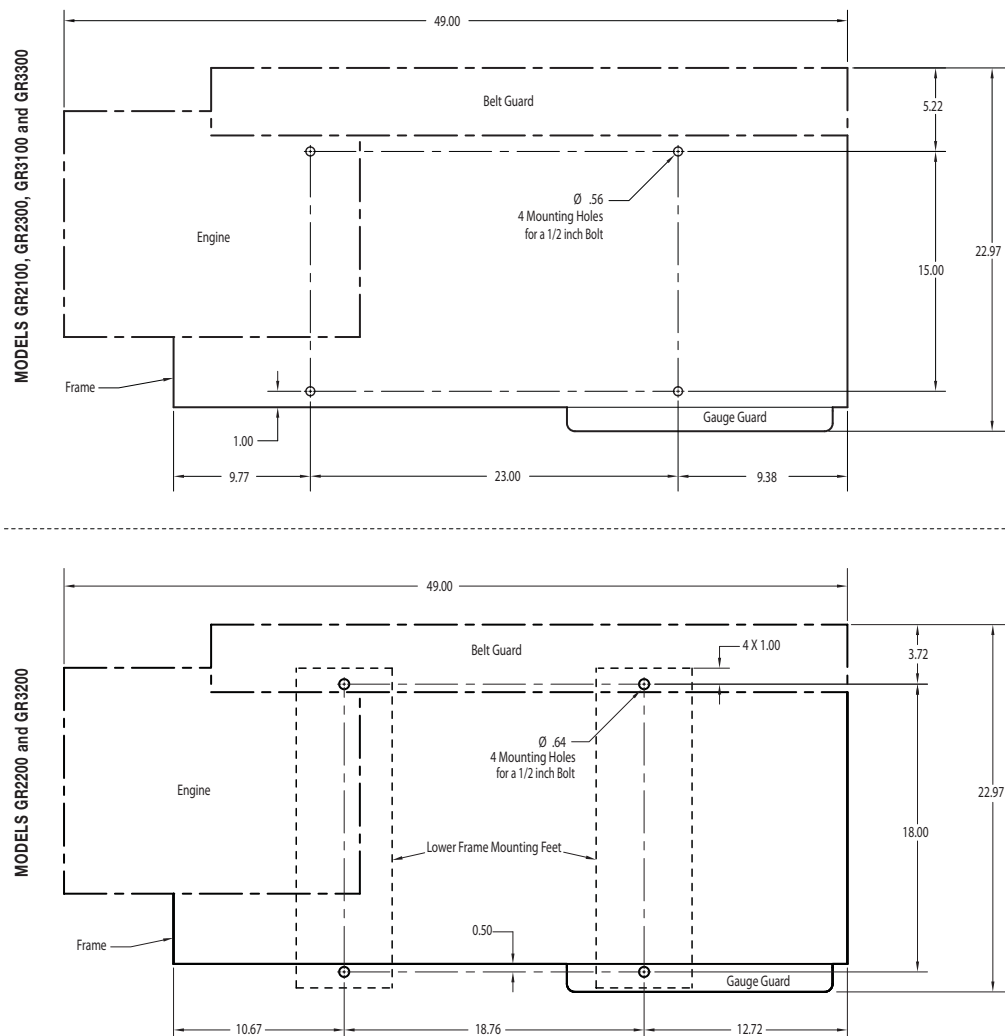 MODELS GR2100, GR2300, GR3100 and GR3300
49.00
Belt Guard
5.22
Ø .56
4 Mounting Holes
for a 1/2 inch Bolt
Engine
22.97
15.00
Frame
Gauge Guard
1.00
9.77
23.00
9.38
MODELS GR2200 and GR3200
49.00
Belt Guard
4 X 1.00
3.72
Ø .64
4 Mounting Holes
for a 1/2 inch Bolt
Engine
22.97
18.00
Lower Frame Mounting Feet
0.50
Frame
Gauge Guard
10.67
18.76
12.72